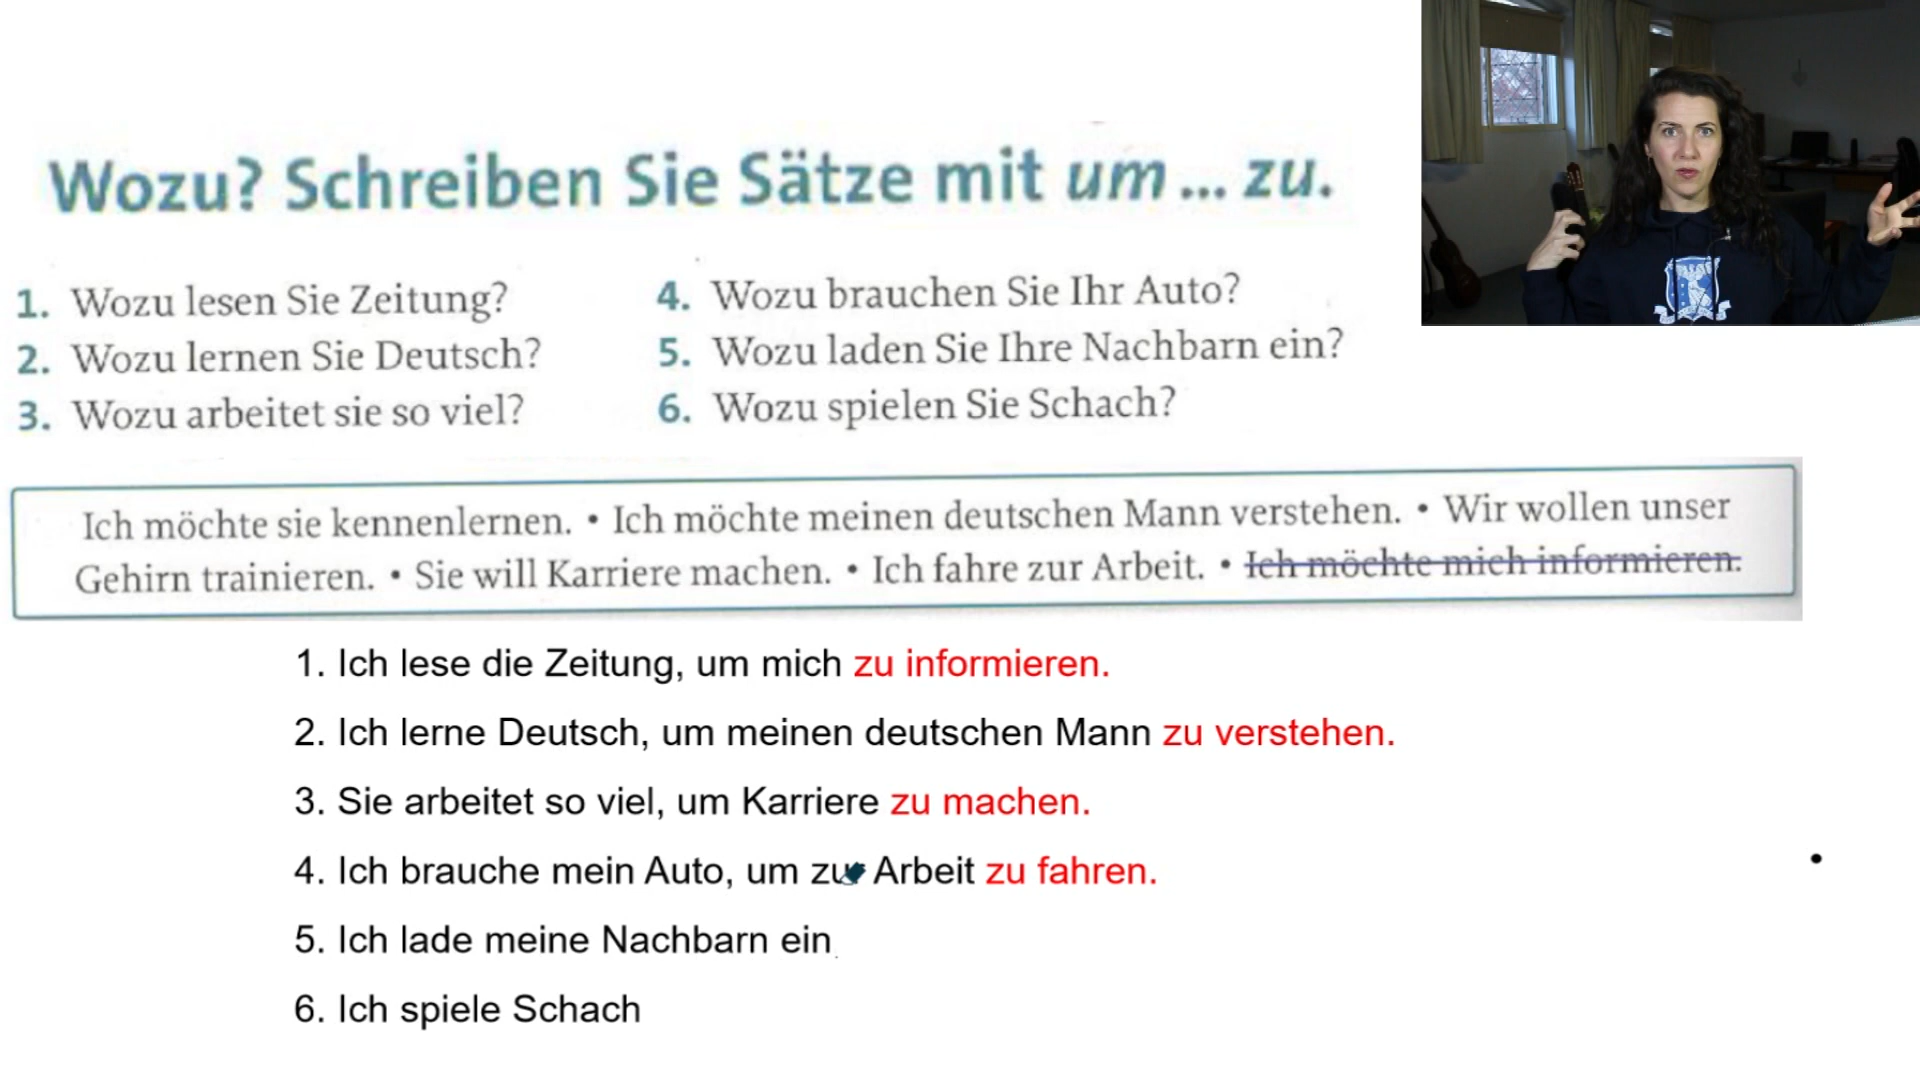 Wozu? Schreiben Sie Sätze mit um ... zu.
1. Wozu lesen Sie Zeitung?
2. Wozu lernen Sie Deutsch?
3. Wozu arbeitet sie so viel?
4. Wozu brauchen Sie Ihr Auto?
5. Wozu laden Sie Ihre Nachbarn ein?
6. Wozu spielen Sie Schach?
Ich möchte sie kennenlernen. • Ich möchte meinen deutschen Mann verstehen. • Wir wollen unser
Gehirn trainieren. • Sie will Karriere machen. • Ich fahre zur Arbeit. • Ich möchte mich informieren.
1. Ich lese die Zeitung, um mich zu informieren.
2. Ich lerne Deutsch, um meinen deutschen Mann zu verstehen.
3. Sie arbeitet so viel, um Karriere zu machen.
4. Ich brauche mein Auto, um Arbeit zu fahren.
5. Ich lade meine Nachbarn ein
6. Ich spiele Schach